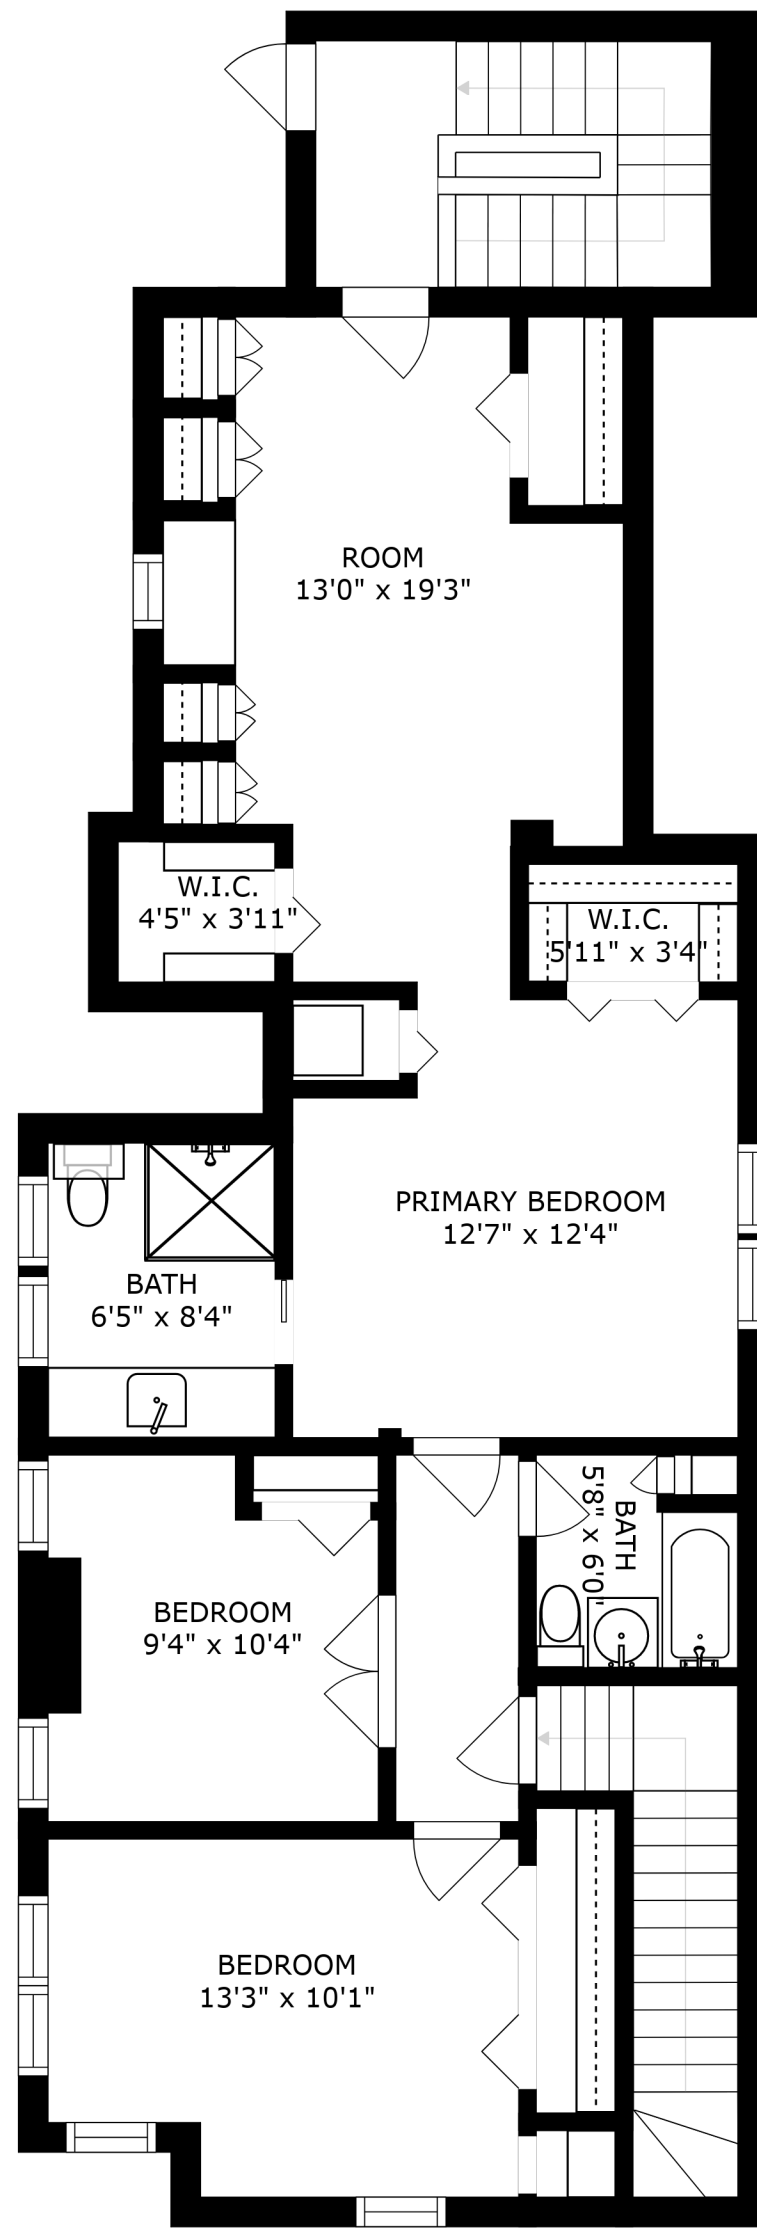 ROOM
13'0" x 19'3"
W.I.C.
4'5" x 3'11"
W.I.C.
5'11" x 3'4"
PRIMARY BEDROOM
12'7" x 12'4"
BATH
6'5" x 8'4"
BATH
5'8" x 6'0"
BEDROOM
9'4" x 10'4"
BEDROOM
13'3" x 10'1"